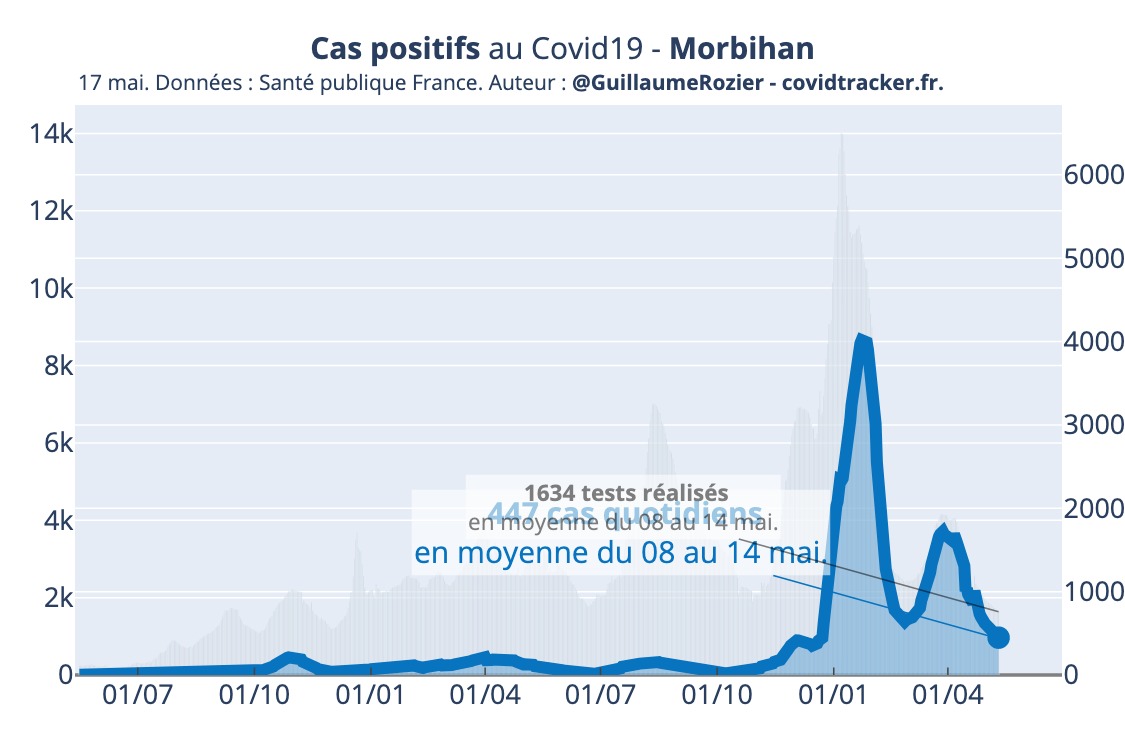 Cas positifs au Covid19 - Morbihan
17 mai. Données : Santé publique France. Auteur : @GuillaumeRozier - covidtracker.fr.
14k
12k
10k
8k
6k
4k
2k
0
6000
5000
4000
3000
2000
1000
0
1634 tests réalisés
en moyenne du 08 au 14 mai.
447 cas quotidiens
en moyenne du 08 au 14 mai.
01/07
01/10
01/01
01/04
01/07
01/10
01/01
01/04